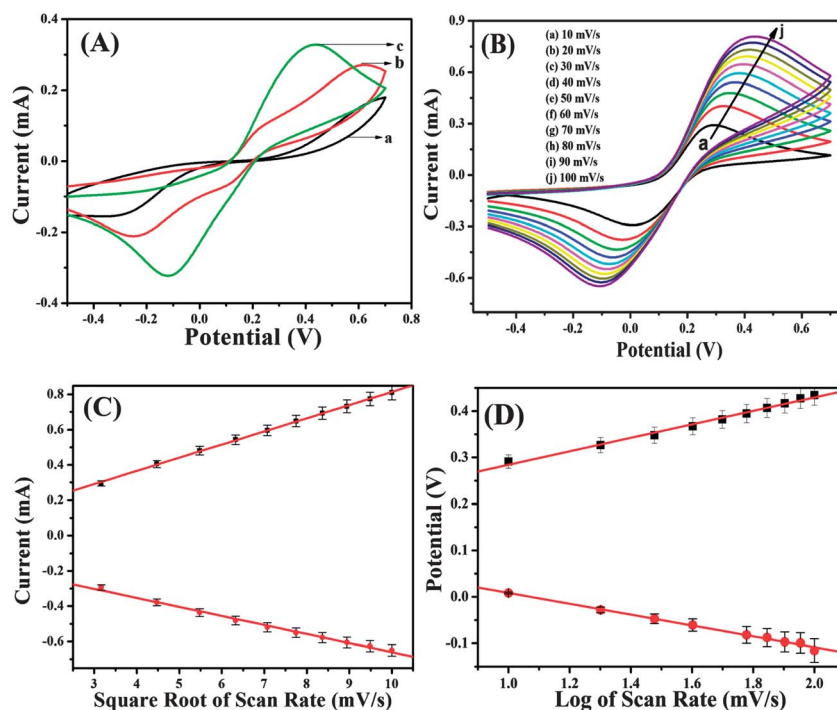 (A)
c
b
a
Current (mA)
0.4
0.2
0.0
-0.2
0.4
-0.4 -0.2 0.0 0.2 0.4 0.6
Potential (V)
(B)
(a) 10 mV/s
(b) 20 mV/s
(c) 30 mV/s
(d) 40 mV/s
(e) 50 mV/s
(f) 60 mV/s
(g) 70 mV/s
(h) 80 mV/s
(i) 90 mV/s
(j) 100 mV/s
j
a
Current (mA)
0.9
0.6
0.3
0.0
-0.3
-0.6
-0.4 -0.2 0.0 0.2 0.4 0.6
Potential (V)
(C)
Current (mA)
0.8
0.6
0.4
0.2
0.0
-0.2
-0.4
-0.6
3 4 5 6 7 8 9 10
Square Root of Scan Rate (mV/s)
(D)
Potential (V)
0.4
0.3
0.1
0.0
-0.1
1.0 1.2 1.4 1.6 1.8 2.0
Log of Scan Rate (mV/s)